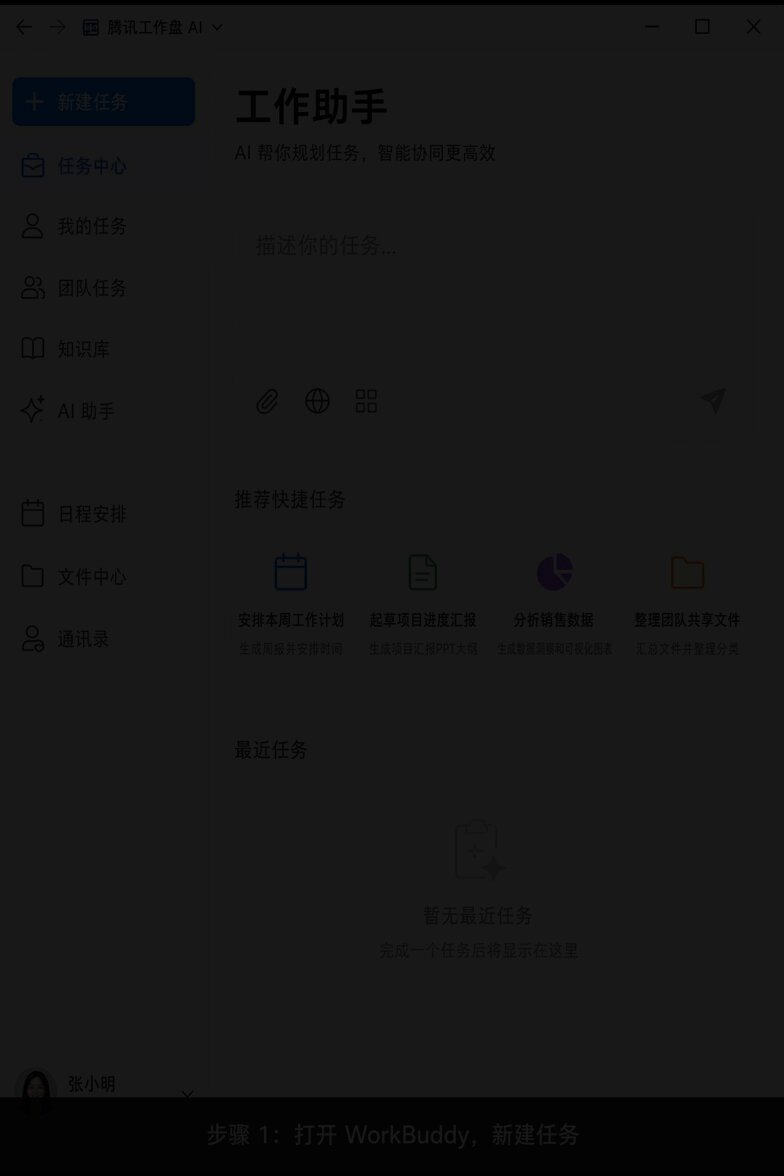 腾讯工作盘 AI
新建任务
任务中心
我的任务
团队任务
知识库
AI 助手
日程安排
文件中心
通讯录
张小明
工作助手
AI 帮你规划任务，智能协同更高效
描述你的任务...
推荐快捷任务
安排本周工作计划
生成周报并安排时间
起草项目进度汇报
生成项目汇报PPT大纲
分析销售数据
生成数据洞察和可视化图表
整理团队共享文件
汇总文件并整理分类
最近任务
暂无最近任务
完成一个任务后将显示在这里
步骤 1：打开 WorkBuddy，新建任务